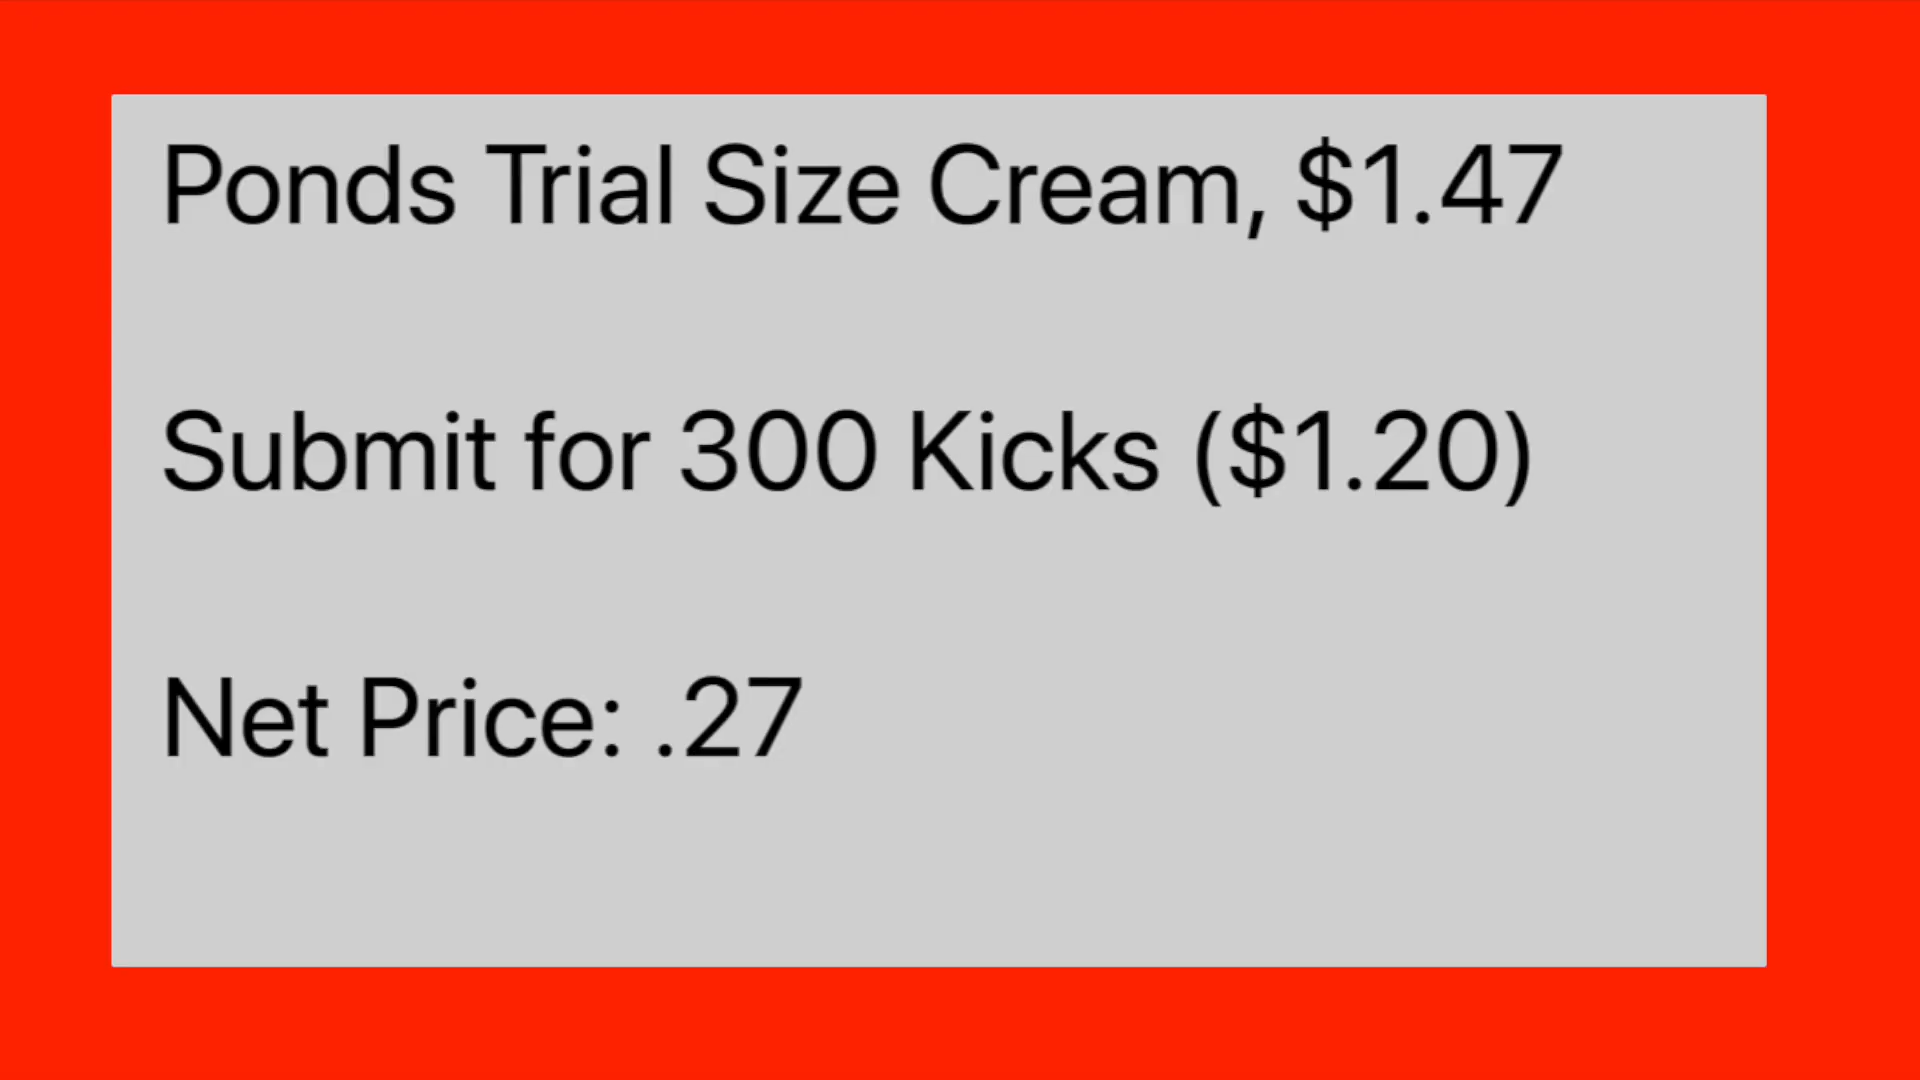 Ponds Trial Size Cream, $1.47
Submit for 300 Kicks ($1.20)
Net Price: .27